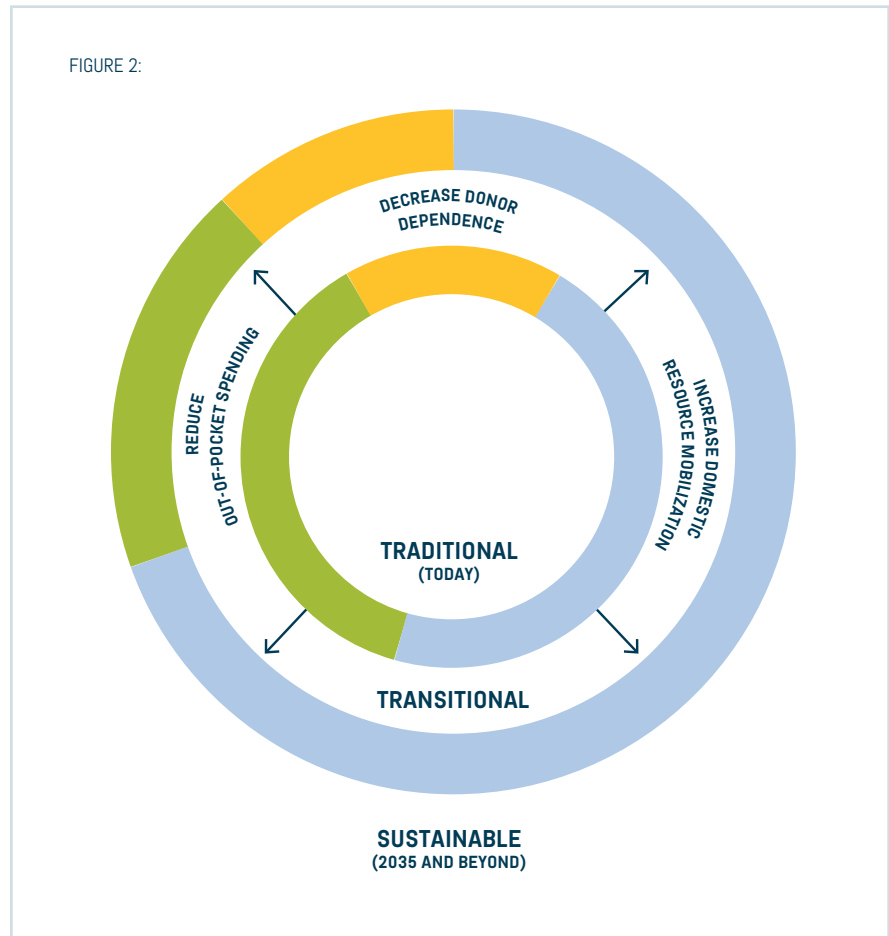 FIGURE 2:
DECREASE DONOR
DEPENDENCE
REDUCE
OUT-OF-POCKET SPENDING
INCREASE DOMESTIC
RESOURCE MOBILIZATION
TRADITIONAL
(TODAY)
TRANSITIONAL
SUSTAINABLE
(2035 AND BEYOND)